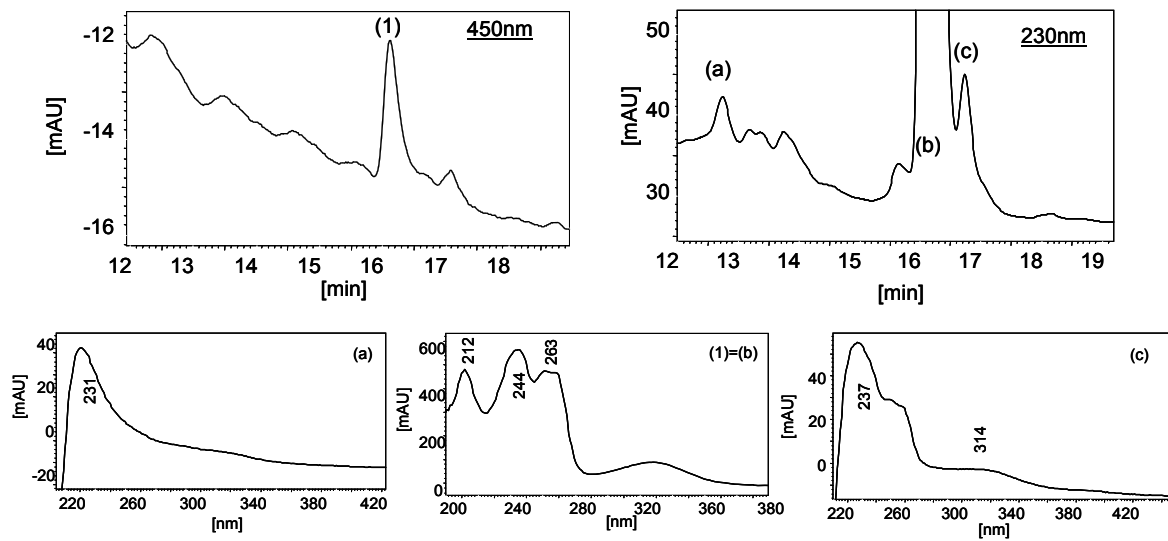 (1)
450nm
-12
-14
-16
[mAU]
12 13 14 15 16 17 18
[min]
230nm
(a)
(b)
(c)
50
40
30
[mAU]
12 13 14 15 16 17 18 19
[min]
(a)
40
20
0
-20
[mAU]
231
220 260 300 340 380 420
[nm]
(1)=(b)
600
400
200
0
[mAU]
212
244
263
200 240 280 320 360 380
[nm]
(c)
40
20
0
[mAU]
237
314
220 260 300 340 380 420
[nm]